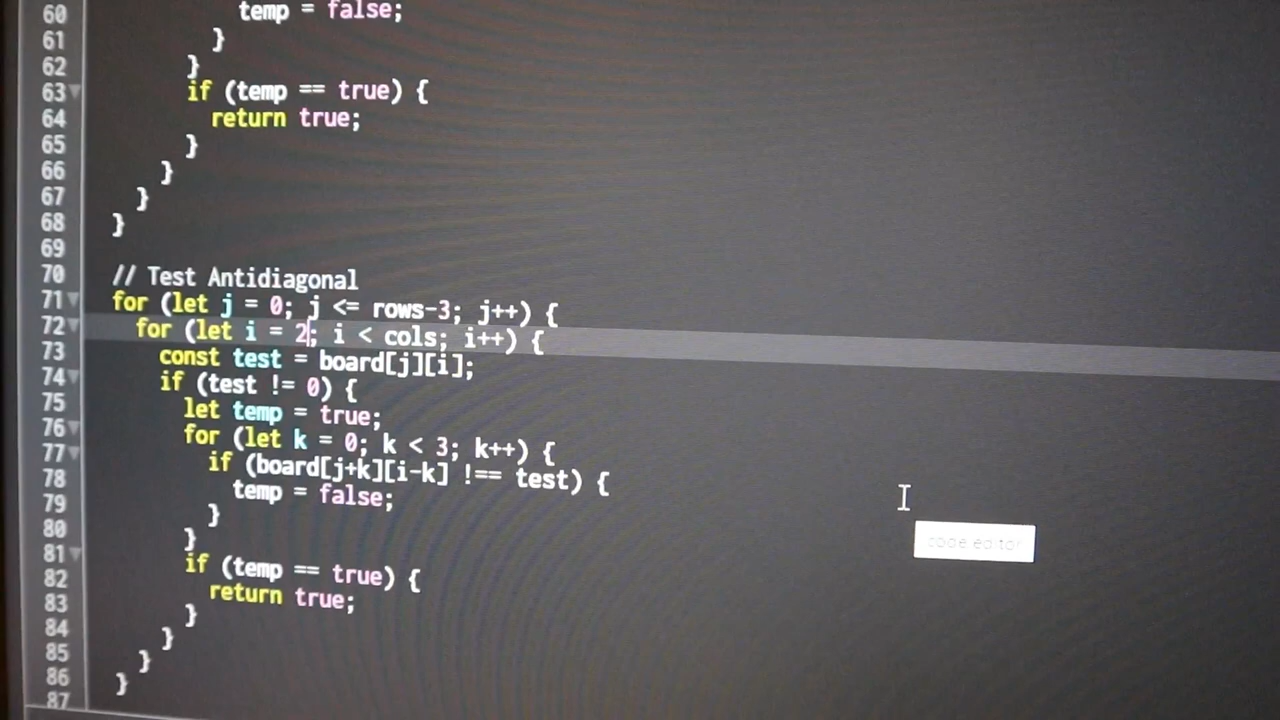 60 temp = false;
61 }
62 }
63 if (temp == true) {
64 return true;
65 }
66 }
67 }
68 }
69
70 // Test Antidiagonal
71 for (let j = 0; j <= rows-3; j++) {
72 for (let i = 2; i < cols; i++) {
73 const test = board[j][i];
74 if (test != 0) {
75 let temp = true;
76 for (let k = 0; k < 3; k++) {
77 if (board[j+k][i-k] !== test) {
78 temp = false;
79 }
80 }
81 if (temp == true) {
82 return true;
83 }
84 }
85 }
86 }
87
code editor